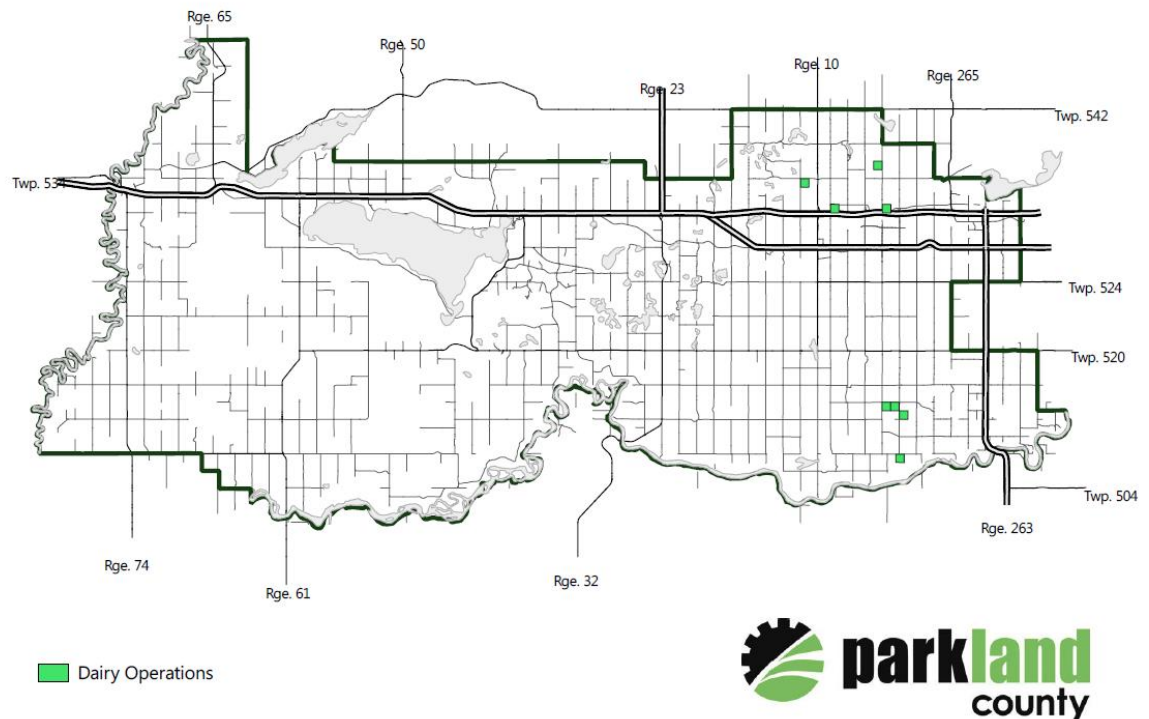 Rge. 65
Rge. 50
Rge. 10
Rge. 265
Rge. 23
Twp. 542
Twp. 534
Twp. 524
Twp. 520
Twp. 504
Rge. 263
Rge. 74
Rge. 32
Rge. 61
Dairy Operations
parkland
county